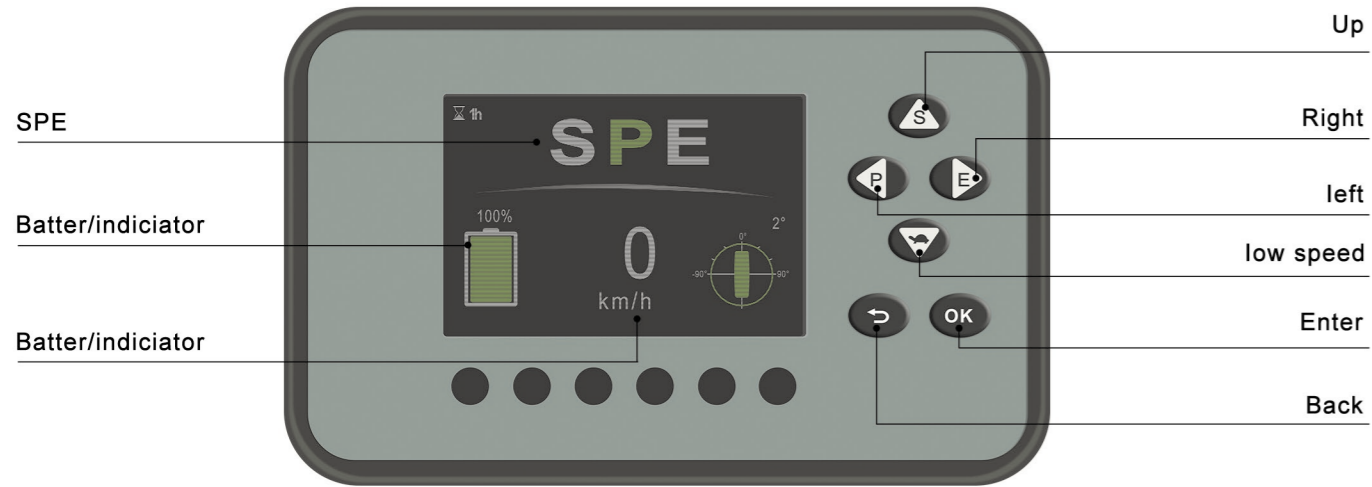 Up
S
SPE
1h
SPE
Right
P
E
left
Batter/indiciator
100%
0
km/h
2°
0°
-90°
90°
low speed
Batter/indiciator
OK
Enter
Back